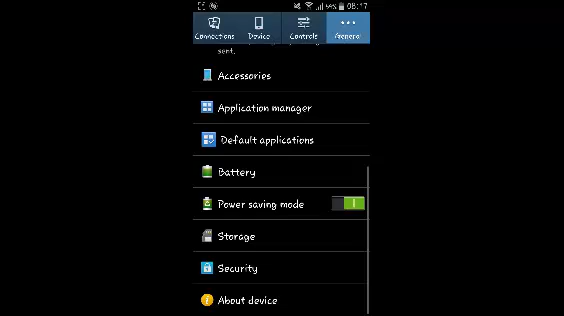 08:17
Connections Device Controls General
sent.
Accessories
Application manager
Default applications
Battery
Power saving mode
Storage
Security
About device